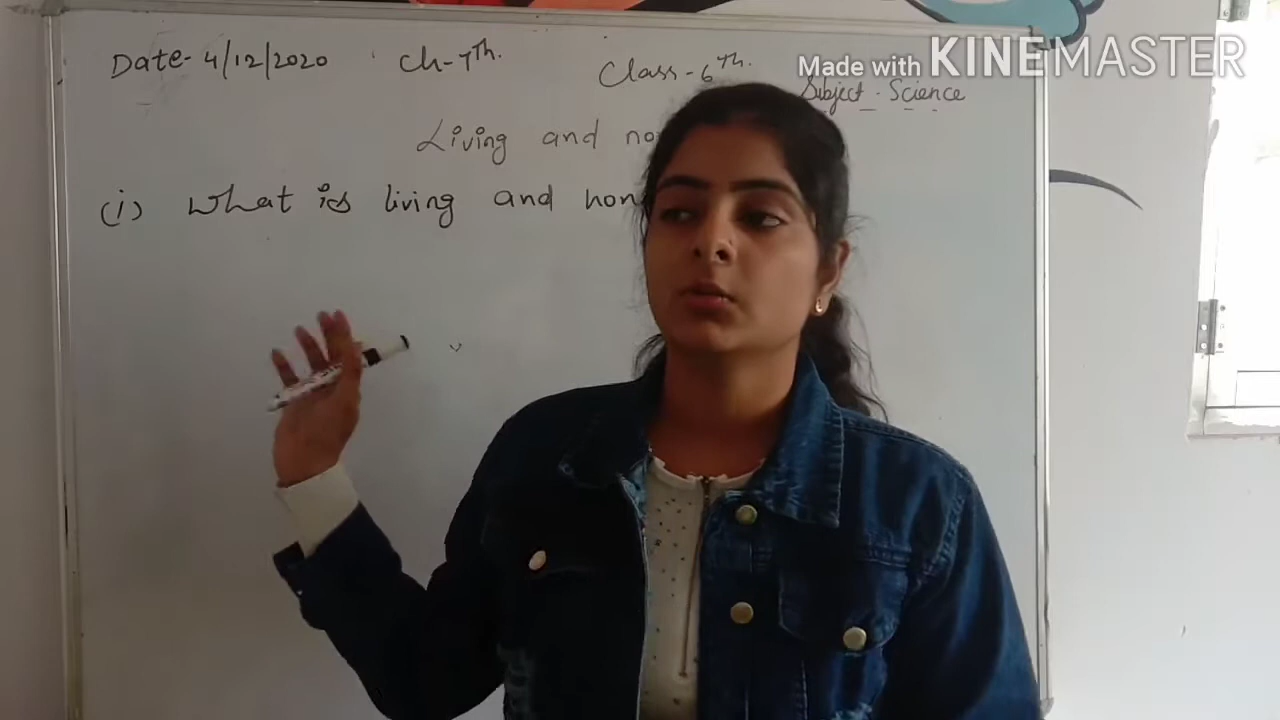 Date- 4/12/2020 Ch-7th. Class-6th.
Made with KINEMASTER
Subject - Science
Living and no
(i) What is living and non